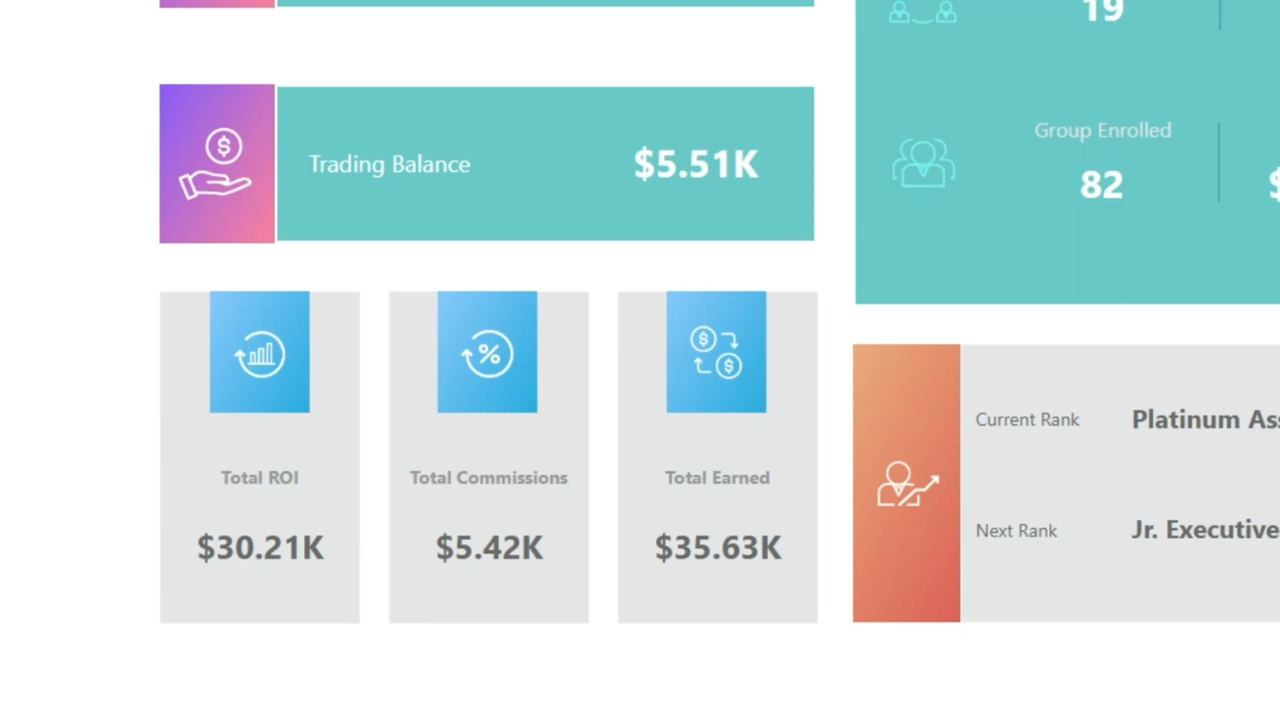 19
Trading Balance
$5.51K
Group Enrolled
82
$
Total ROI
$30.21K
Total Commissions
$5.42K
Total Earned
$35.63K
Current Rank
Platinum
Next Rank
Jr. Executive